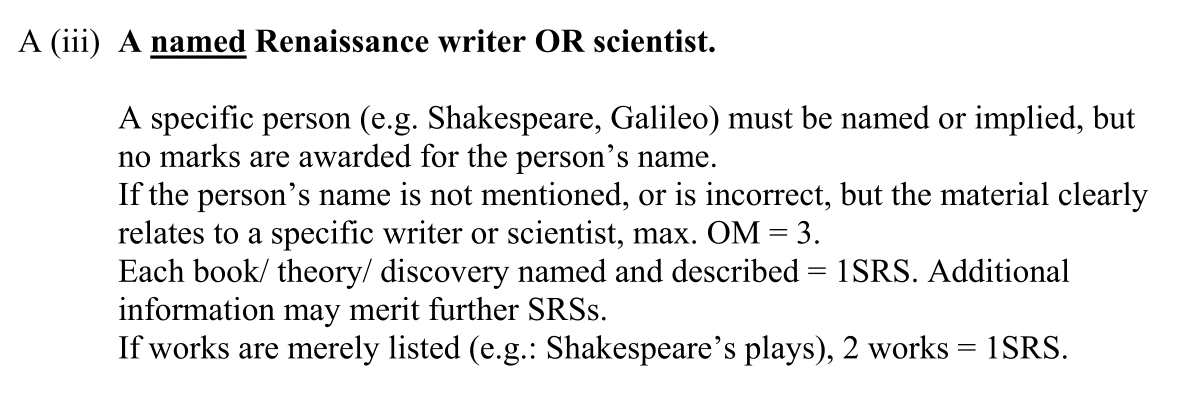 A (iii) A named Renaissance writer OR scientist.
A specific person (e.g. Shakespeare, Galileo) must be named or implied, but
no marks are awarded for the person’s name.
If the person’s name is not mentioned, or is incorrect, but the material clearly
relates to a specific writer or scientist, max. OM = 3.
Each book/ theory/ discovery named and described = 1SRS. Additional
information may merit further SRSs.
If works are merely listed (e.g.: Shakespeare’s plays), 2 works = 1SRS.